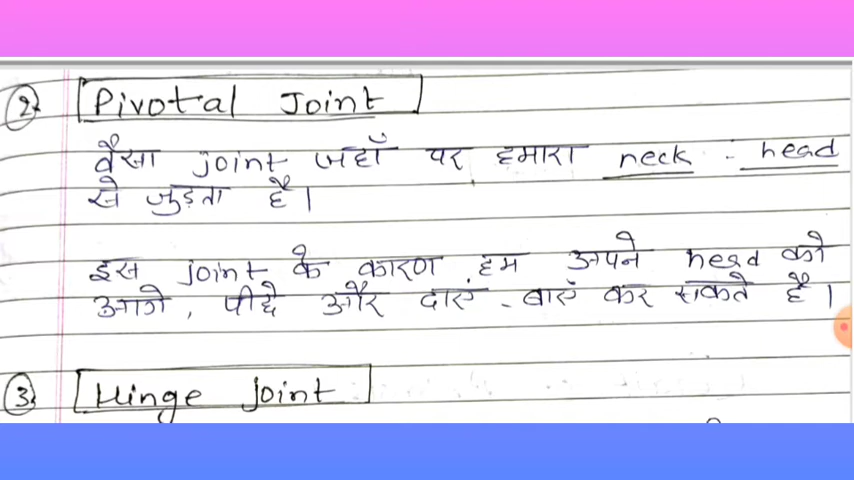 2. Pivotal Joint
वैसा joint जहाँ पर हमारा neck - head
से जुड़ता है।
इस joint के कारण हम अपने head को
आगे, पीछे और दाएं - बाएं कर सकते है।
3. Hinge Joint